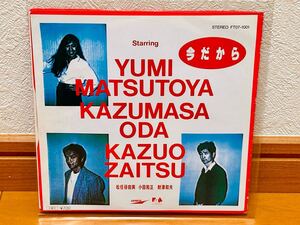 STEREO FT07-1001
Starring
今だから
YUMI
MATSUTOYA
KAZUMASA
ODA
KAZUO
ZAITSU
松任谷由実 小田和正 財津和夫